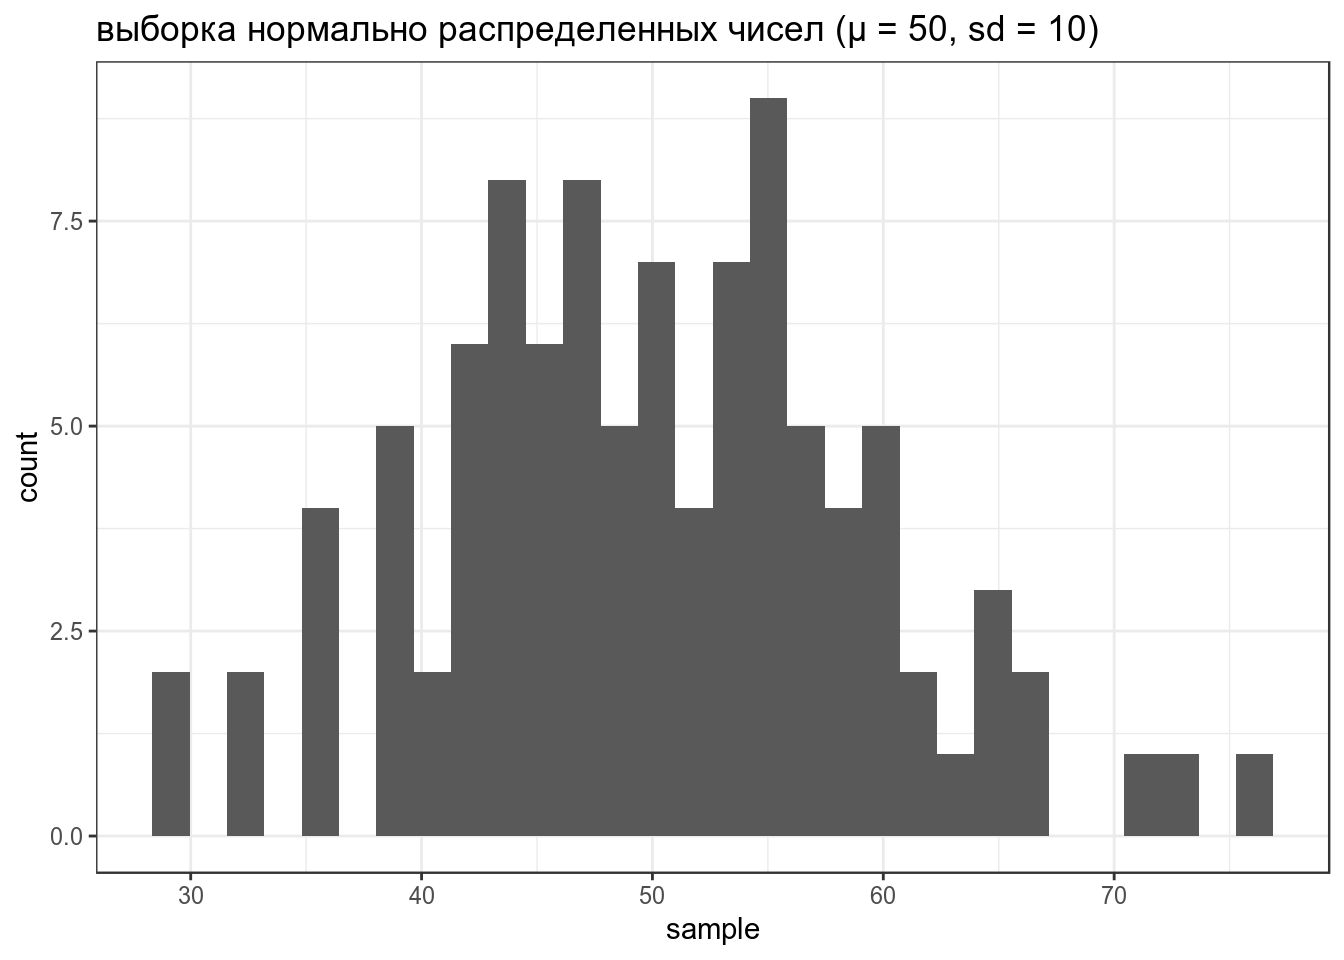 выборка нормально распределенных чисел (μ = 50, sd = 10)
7.5
5.0
2.5
0.0
count
30 40 50 60 70
sample